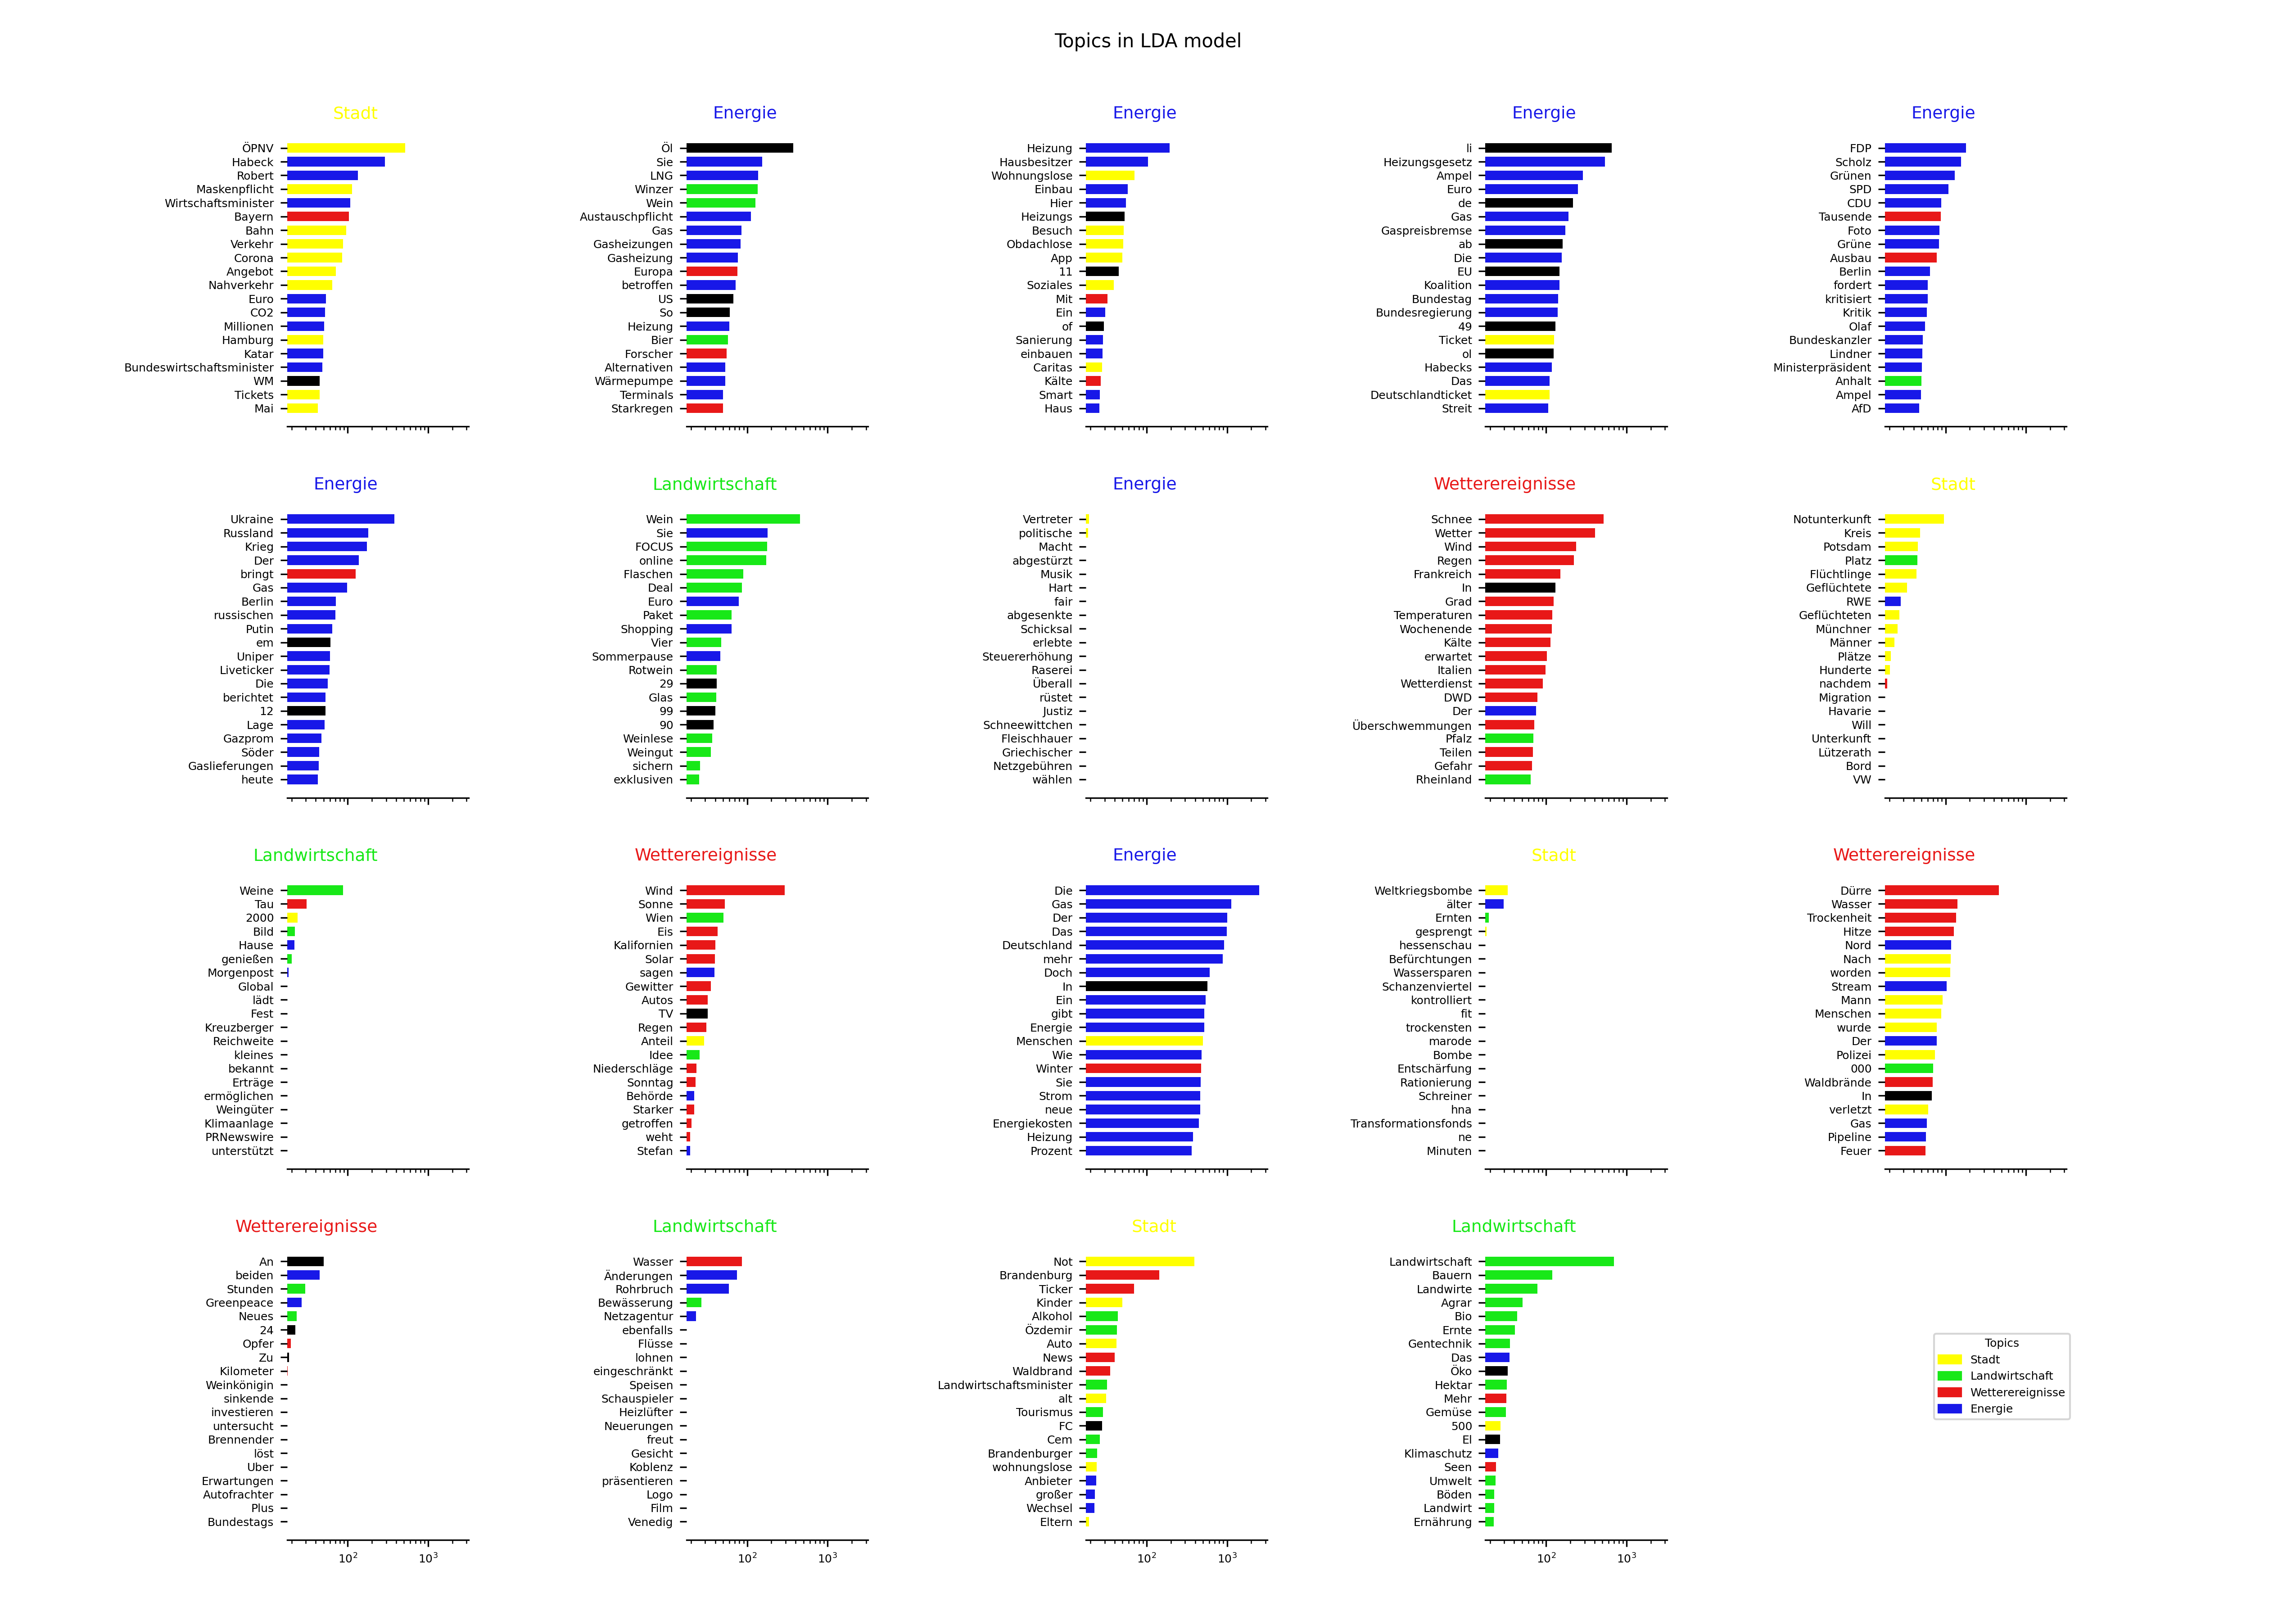 Topics in LDA model
Stadt
ÖPNV
Habeck
Robert
Maskenpflicht
Wirtschaftsminister
Bayern
Bahn
Verkehr
Corona
Angebot
Nahverkehr
Euro
CO2
Millionen
Hamburg
Katar
Bundeswirtschaftsminister
WM
Tickets
Mai
Energie
Öl
Sie
LNG
Winzer
Wein
Austauschpflicht
Gas
Gasheizungen
Gasheizung
Europa
betroffen
US
So
Heizung
Bier
Forscher
Alternativen
Wärmepumpe
Terminals
Starkregen
Energie
Heizung
Hausbesitzer
Wohnungslose
Einbau
Hier
Heizungs
Besuch
Obdachlose
App
11
Soziales
Mit
Ein
of
Sanierung
einbauen
Caritas
Kälte
Smart
Haus
Energie
li
Heizungsgesetz
Ampel
Euro
de
Gas
Gaspreisbremse
ab
Die
EU
Koalition
Bundestag
Bundesregierung
49
Ticket
ol
Habecks
Das
Deutschlandticket
Streit
Energie
FDP
Scholz
Grünen
SPD
CDU
Tausende
Foto
Grüne
Ausbau
Berlin
fordert
kritisiert
Kritik
Olaf
Bundeskanzler
Lindner
Ministerpräsident
Anhalt
Ampel
AfD
Energie
Ukraine
Russland
Krieg
Der
bringt
Gas
Berlin
russischen
Putin
em
Uniper
Liveticker
Die
berichtet
12
Lage
Gazprom
Söder
Gaslieferungen
heute
Landwirtschaft
Wein
Sie
FOCUS
online
Flaschen
Deal
Euro
Paket
Shopping
Vier
Sommerpause
Rotwein
29
Glas
99
90
Weinlese
Weingut
sichern
exklusiven
Energie
Vertreter
politische
Macht
abgestürzt
Musik
Hart
fair
abgesenkte
Schicksal
erlebte
Steuererhöhung
Raserei
Überall
rüstet
Justiz
Schneewittchen
Fleischhauer
Griechischer
Netzgebühren
wählen
Wetterereignisse
Schnee
Wetter
Wind
Regen
Frankreich
In
Grad
Temperaturen
Wochenende
Kälte
erwartet
Italien
Wetterdienst
DWD
Der
Überschwemmungen
Pfalz
Teilen
Gefahr
Rheinland
Stadt
Notunterkunft
Kreis
Potsdam
Platz
Flüchtlinge
Geflüchtete
RWE
Geflüchteten
Münchner
Männer
Plätze
Hunderte
nachdem
Migration
Havarie
Will
Unterkunft
Lützerath
Bord
VW
Landwirtschaft
Weine
Tau
2000
Bild
Hause
genießen
Morgenpost
Global
lädt
Fest
Kreuzberger
Reichweite
kleines
bekannt
Erträge
ermöglichen
Weingüter
Klimaanlage
PRNewswire
unterstützt
Wetterereignisse
Wind
Sonne
Wien
Eis
Kalifornien
Solar
sagen
Gewitter
Autos
TV
Regen
Anteil
Idee
Niederschläge
Sonntag
Behörde
Starker
getroffen
weht
Stefan
Energie
Die
Gas
Der
Das
Deutschland
mehr
Doch
In
Ein
gibt
Energie
Menschen
Wie
Winter
Sie
Strom
neue
Energiekosten
Heizung
Prozent
Stadt
Weltkriegsbombe
älter
Ernten
gesprengt
hessenschau
Befürchtungen
Wassersparen
Schanzenviertel
kontrolliert
fit
trockensten
marode
Bombe
Entschärfung
Rationierung
Schreiner
hna
Transformationsfonds
ne
Minuten
Wetterereignisse
Dürre
Wasser
Trockenheit
Hitze
Nord
Nach
worden
Stream
Mann
Menschen
wurde
Der
Polizei
000
Waldbrände
In
verletzt
Gas
Pipeline
Feuer
Wetterereignisse
An
beiden
Stunden
Greenpeace
Neues
24
Opfer
Zu
Kilometer
Weinkönigin
sinkende
investieren
untersucht
Brennender
löst
Uber
Erwartungen
Autofrachter
Plus
Bundestags
10² 10³
Landwirtschaft
Wasser
Änderungen
Rohrbruch
Bewässerung
Netzagentur
ebenfalls
Flüsse
lohnen
eingeschränkt
Speisen
Schauspieler
Heizlüfter
Neuerungen
freut
Gesicht
Koblenz
präsentieren
Logo
Film
Venedig
10² 10³
Stadt
Not
Brandenburg
Ticker
Kinder
Alkohol
Özdemir
Auto
News
Waldbrand
Landwirtschaftsminister
alt
Tourismus
FC
Cem
Brandenburger
wohnungslose
Anbieter
großer
Wechsel
Eltern
10² 10³
Landwirtschaft
Landwirtschaft
Bauern
Landwirte
Agrar
Bio
Ernte
Gentechnik
Das
Öko
Hektar
Mehr
Gemüse
500
El
Klimaschutz
Seen
Umwelt
Böden
Landwirt
Ernährung
10² 10³
Topics
Stadt
Landwirtschaft
Wetterereignisse
Energie